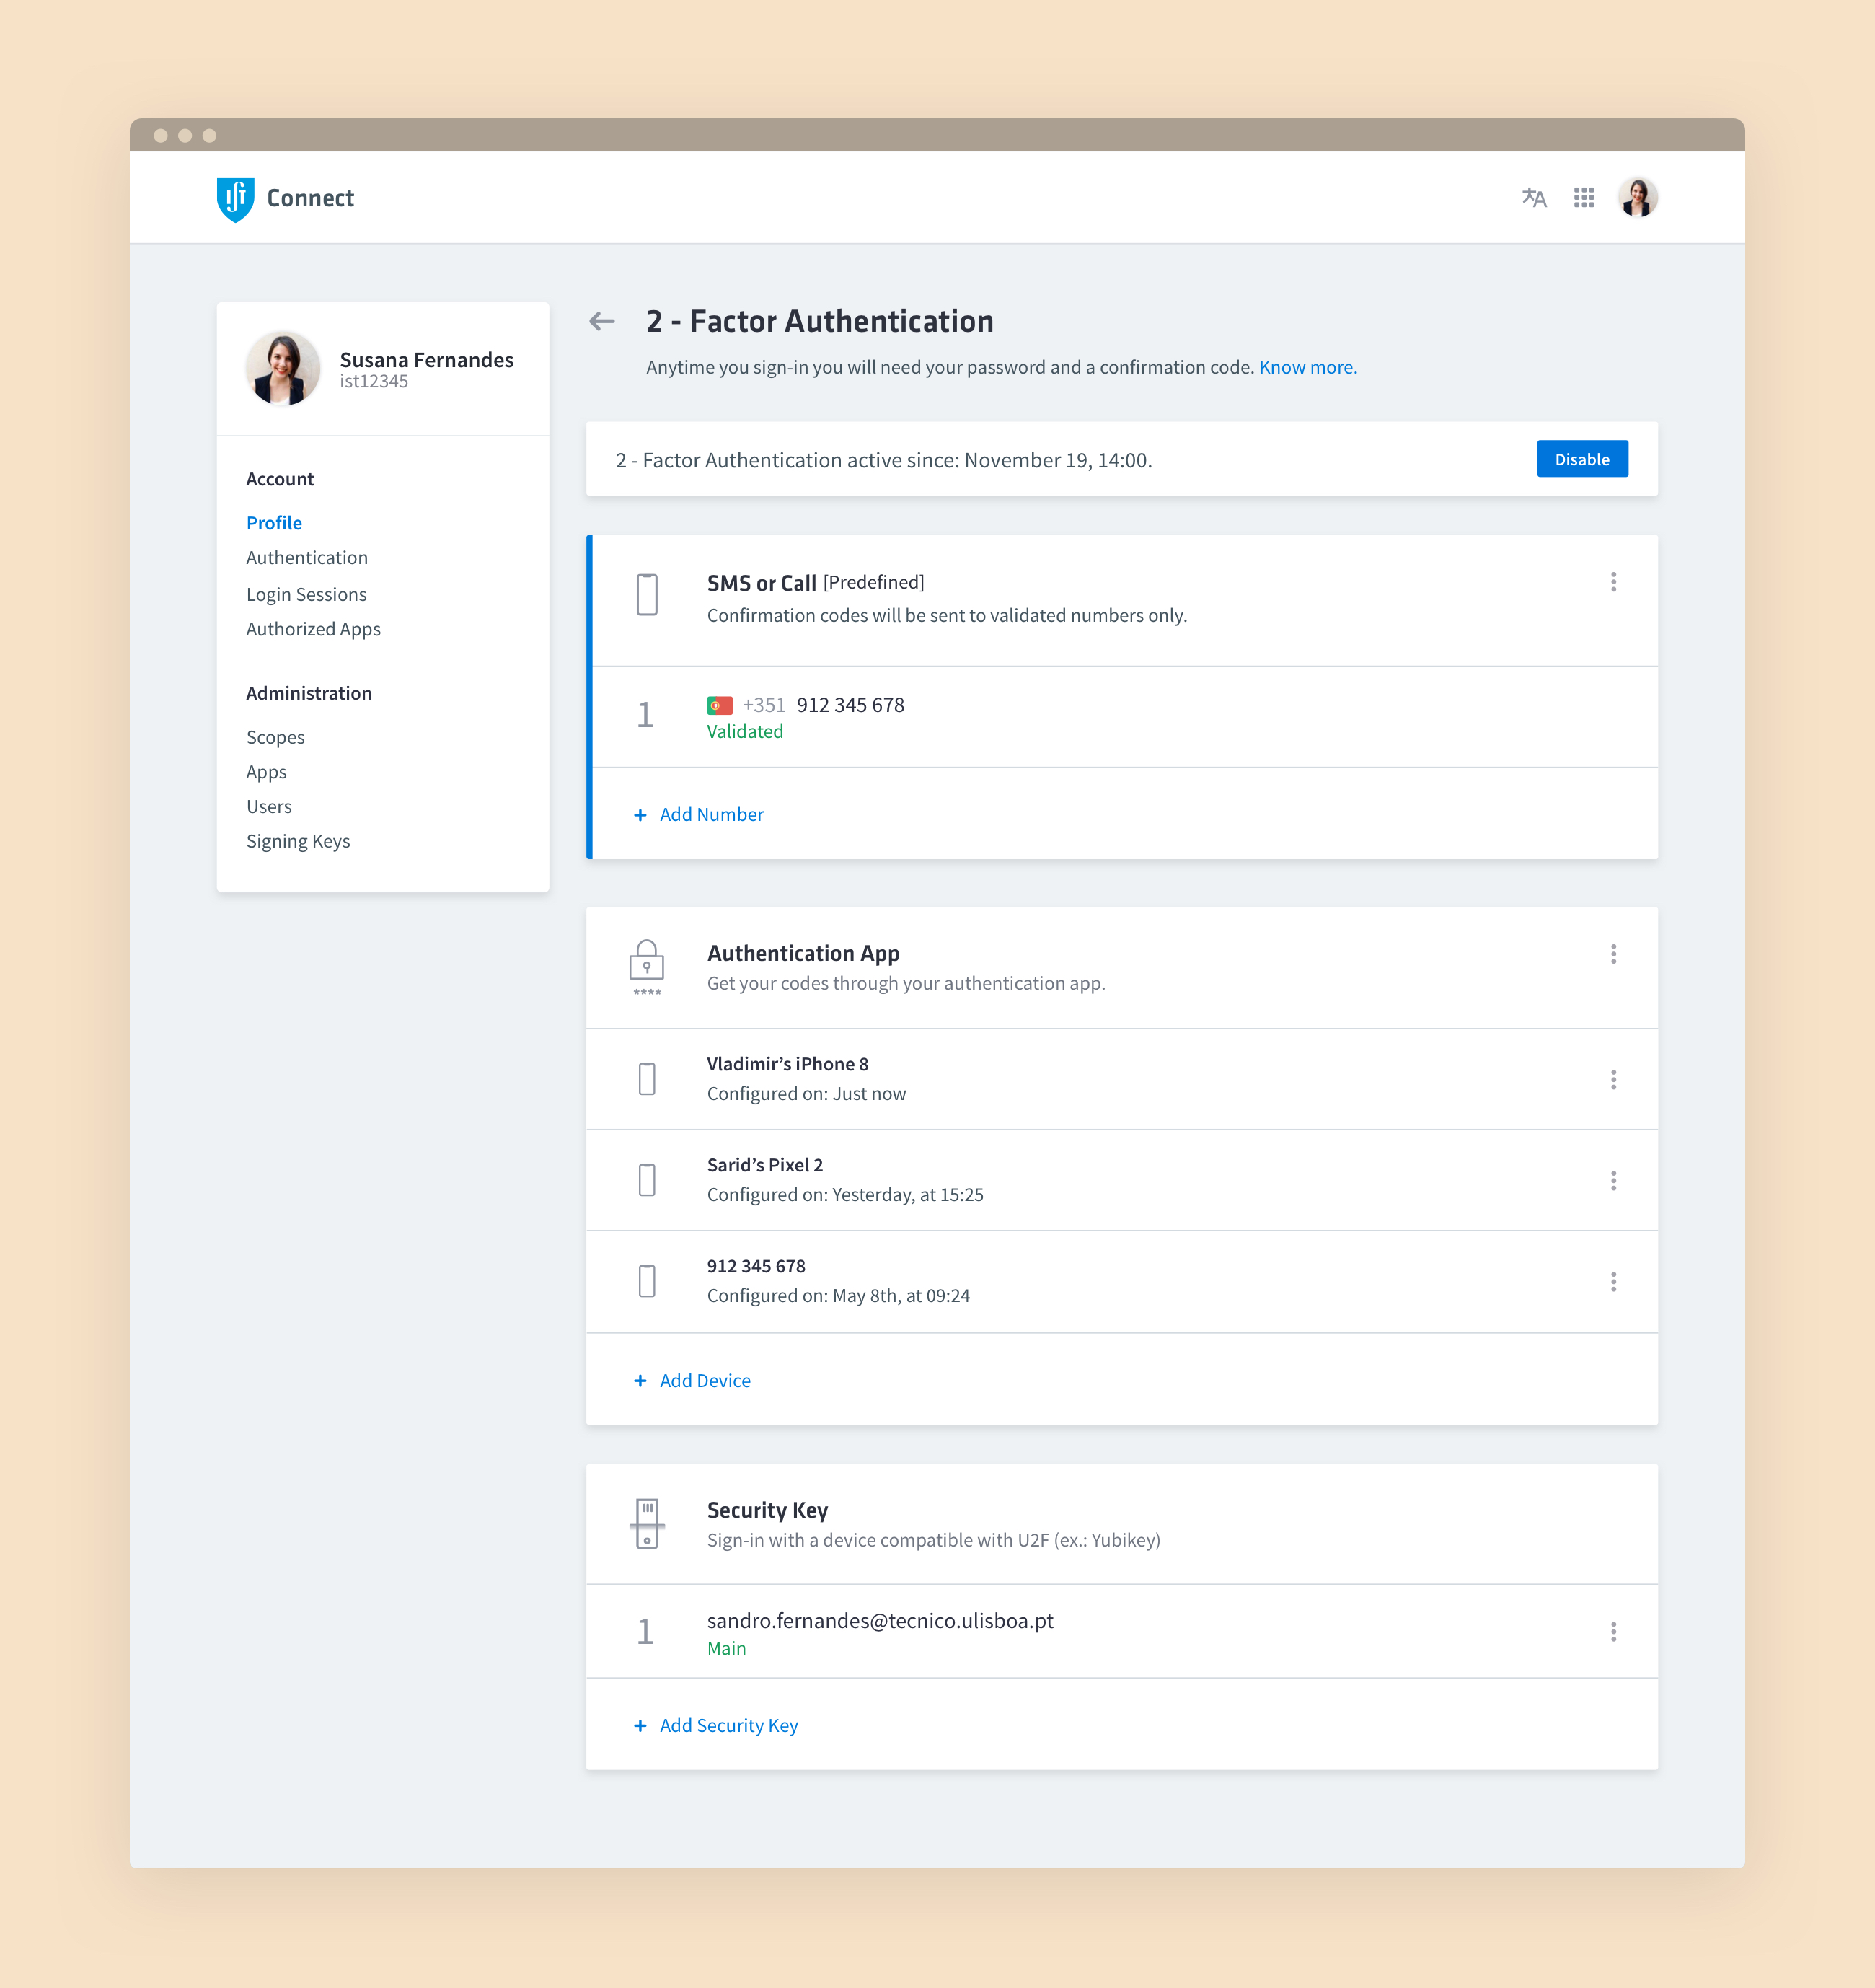 Connect
Susana Fernandes
ist12345
Account
Profile
Authentication
Login Sessions
Authorized Apps
Administration
Scopes
Apps
Users
Signing Keys
2 - Factor Authentication
Anytime you sign-in you will need your password and a confirmation code. Know more.
2 - Factor Authentication active since: November 19, 14:00.
Disable
SMS or Call [Predefined]
Confirmation codes will be sent to validated numbers only.
1
+351 912 345 678
Validated
+ Add Number
****
Authentication App
Get your codes through your authentication app.
Vladimir’s iPhone 8
Configured on: Just now
Sarid’s Pixel 2
Configured on: Yesterday, at 15:25
912 345 678
Configured on: May 8th, at 09:24
+ Add Device
Security Key
Sign-in with a device compatible with U2F (ex.: Yubikey)
1
sandro.fernandes@tecnico.ulisboa.pt
Main
+ Add Security Key